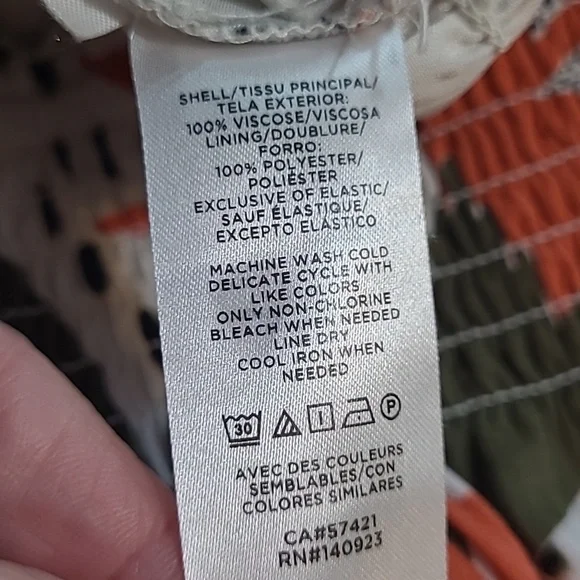 SHELL/TISSU PRINCIPAL/
TELA EXTERIOR:
100% VISCOSE/VISCOSA
LINING/DOUBLURE/
FORRO:
100% POLYESTER/
POLIÉSTER
EXCLUSIVE OF ELASTIC/
SAUF ÉLASTIQUE/
EXCEPTO ELÁSTICO
MACHINE WASH COLD
DELICATE CYCLE WITH
LIKE COLORS
ONLY NON-CHLORINE
BLEACH WHEN NEEDED
LINE DRY
COOL IRON WHEN
NEEDED
30 P
AVEC DES COULEURS
SEMBLABLES/CON
COLORES SIMILARES
CA#57421
RN#140923